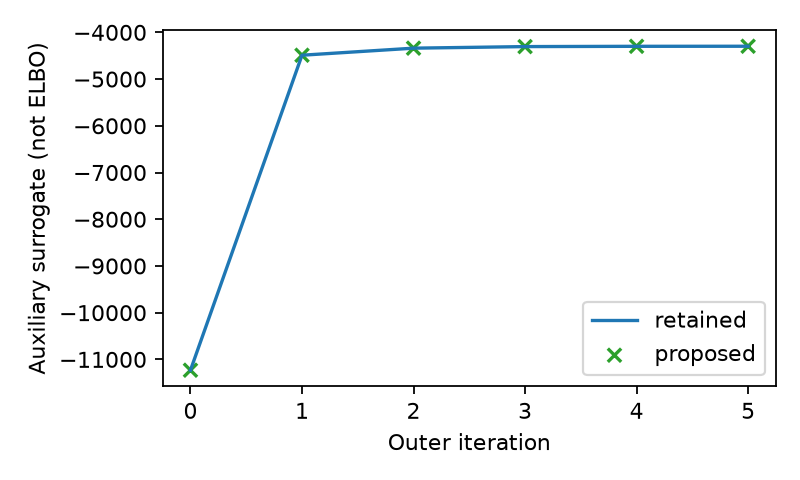 Auxiliary surrogate (not ELBO)
−4000
−5000
−6000
−7000
−8000
−9000
−10000
−11000
retained
proposed
0 1 2 3 4 5
Outer iteration